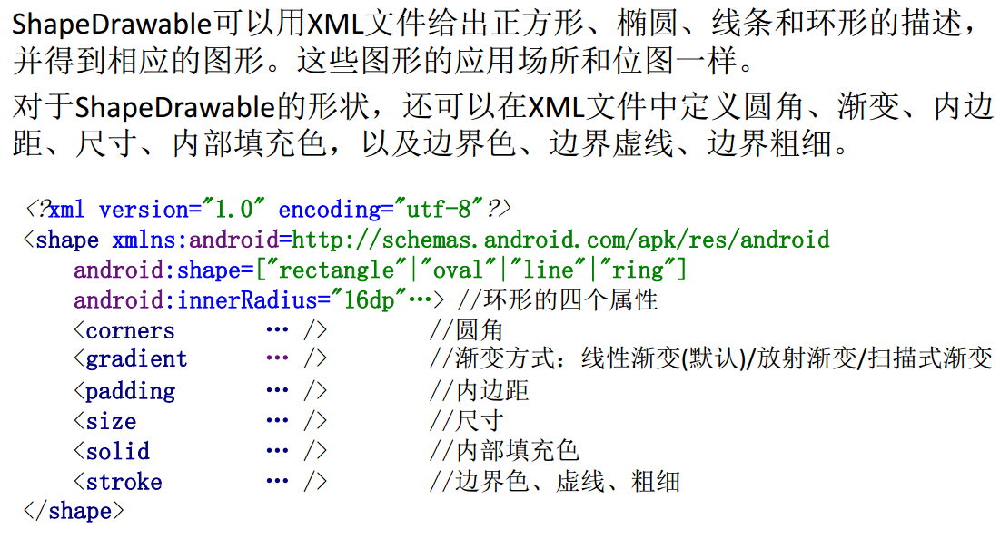 ShapeDrawable可以用XML文件给出正方形、椭圆、线条和环形的描述，
并得到相应的图形。这些图形的应用场所和位图一样。
对于ShapeDrawable的形状，还可以在XML文件中定义圆角、渐变、内边
距、尺寸、内部填充色，以及边界色、边界虚线、边界粗细。
<?xml version="1.0" encoding="utf-8"?>
<shape xmlns:android=http://schemas.android.com/apk/res/android
android:shape=["rectangle"|"oval"|"line"|"ring"]
android:innerRadius="16dp"…> //环形的四个属性
<corners … /> //圆角
<gradient … /> //渐变方式：线性渐变(默认)/放射渐变/扫描式渐变
<padding … /> //内边距
<size … /> //尺寸
<solid … /> //内部填充色
<stroke … /> //边界色、虚线、粗细
</shape>